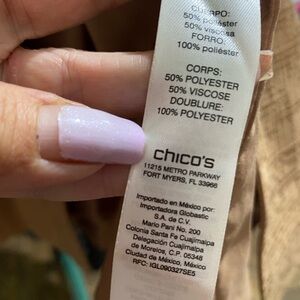 CUERPO:
50% poliéster
50% viscosa
FORRO:
100% poliéster
CORPS:
50% POLYESTER
50% VISCOSE
DOUBLURE:
100% POLYESTER
chico's
11215 METRO PARKWAY
FORT MYERS, FL 33966
Importado en México por:
Importadora Globastic
S.A. de C.V.
Mario Pani No. 200
Colonia Santa Fe Cuajimalpa
Delegación Cuajimalpa
de Morelos, C.P. 05348
Ciudad de México, México
RFC: IGL090327SE5